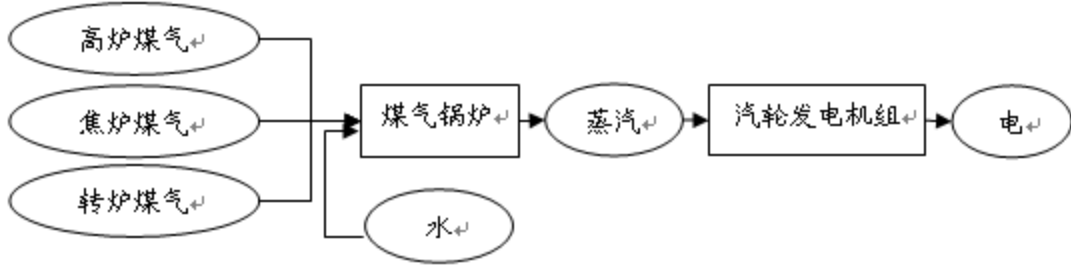 高炉煤气
焦炉煤气
转炉煤气
煤气锅炉
蒸汽
汽轮发电机组
电
水